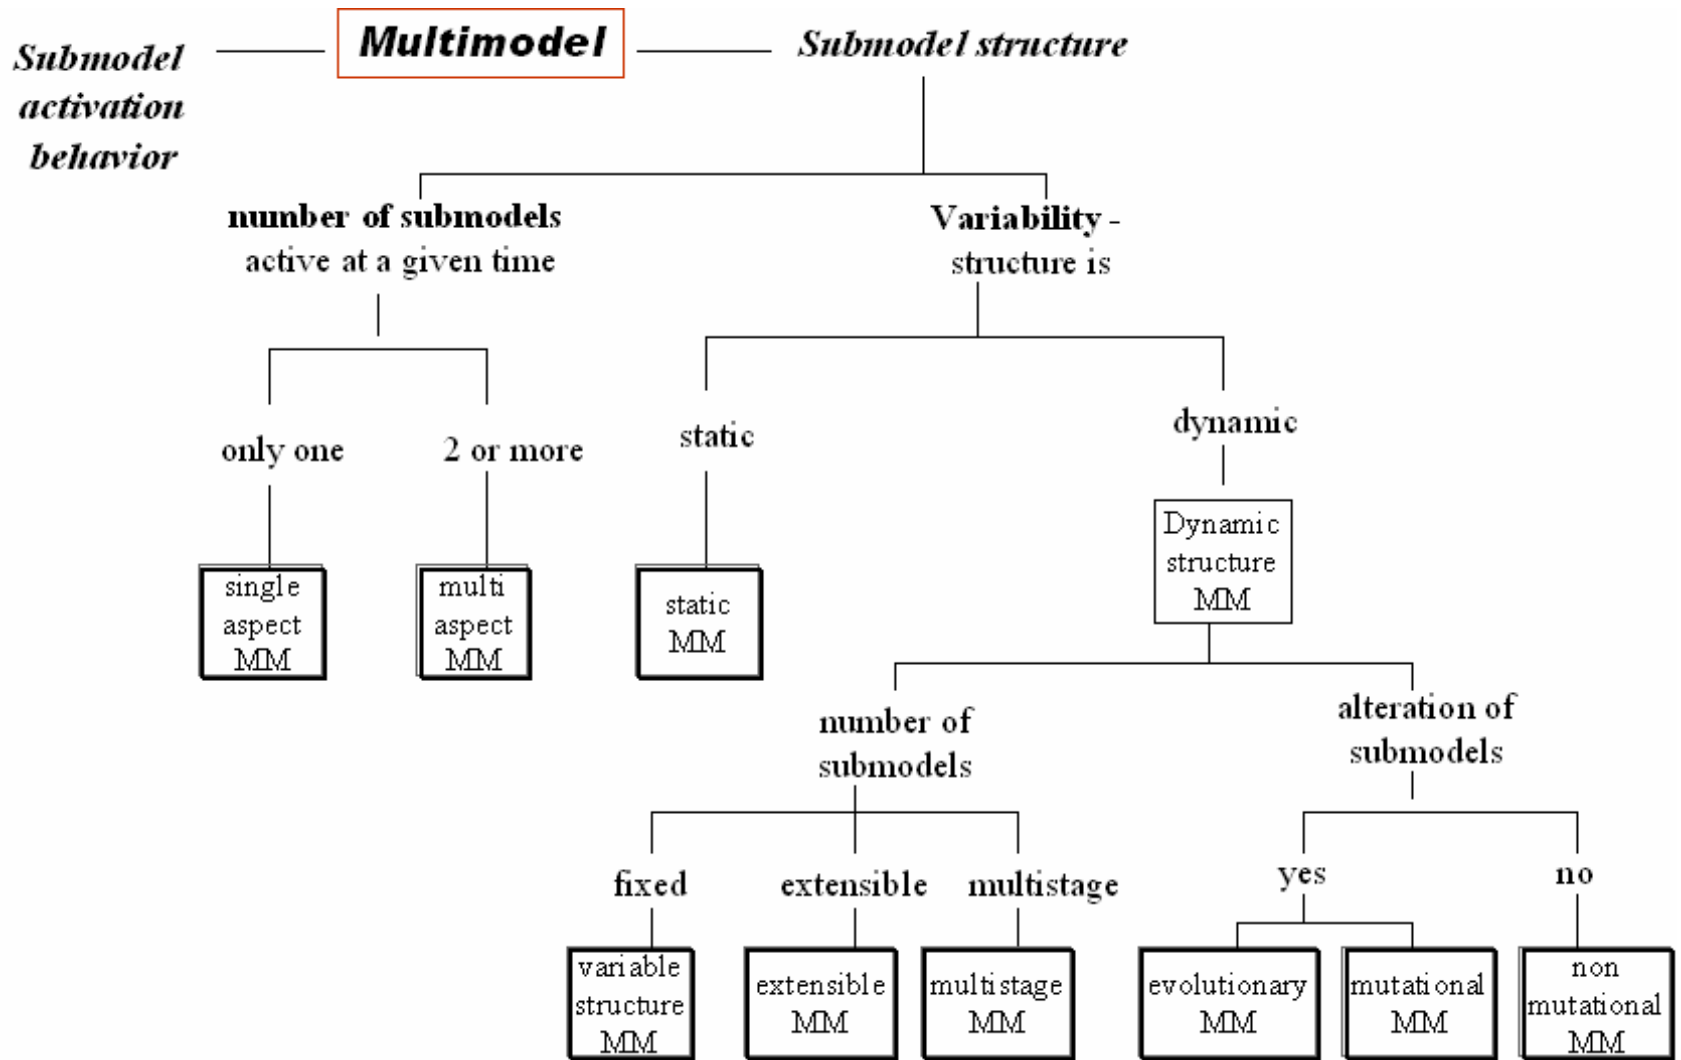 Submodel
activation
behavior
Multimodel
Submodel structure
number of submodels
active at a given time
Variability -
structure is
only one
2 or more
static
dynamic
single
aspect
MM
multi
aspect
MM
static
MM
Dynamic
structure
MM
number of
submodels
alteration of
submodels
fixed
extensible
multistage
yes
no
variable
structure
MM
extensible
MM
multistage
MM
evolutionary
MM
mutational
MM
non
mutational
MM